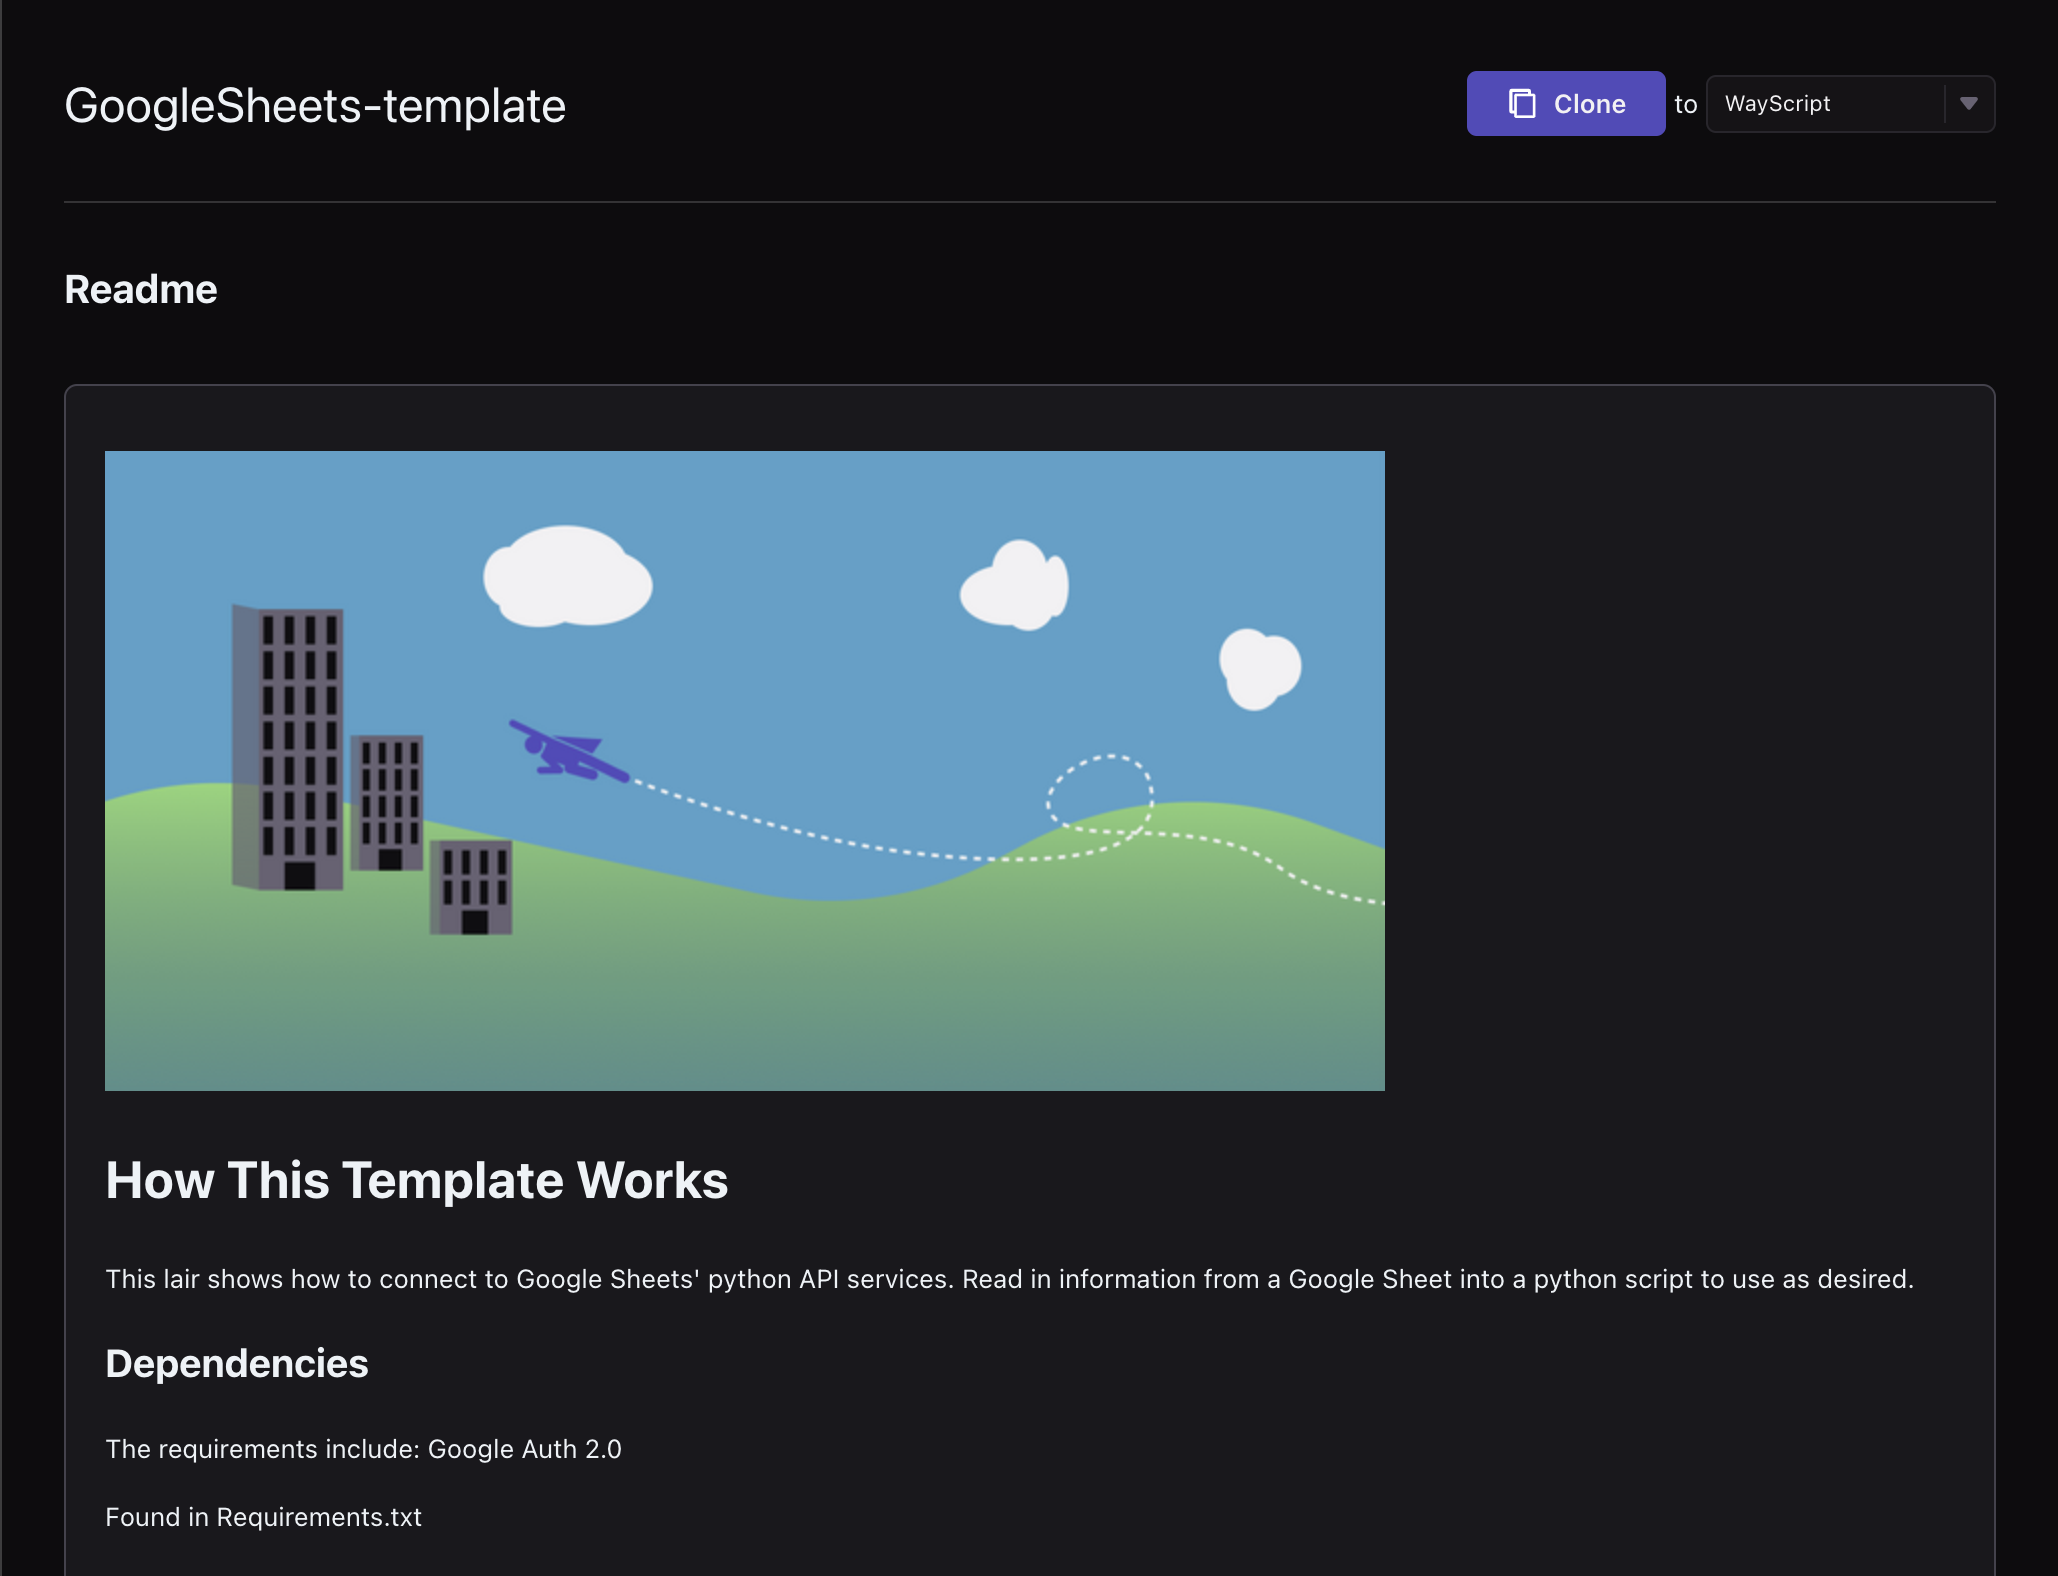 GoogleSheets-template
Clone to WayScript
Readme
How This Template Works
This lair shows how to connect to Google Sheets' python API services. Read in information from a Google Sheet into a python script to use as desired.
Dependencies
The requirements include: Google Auth 2.0
Found in Requirements.txt